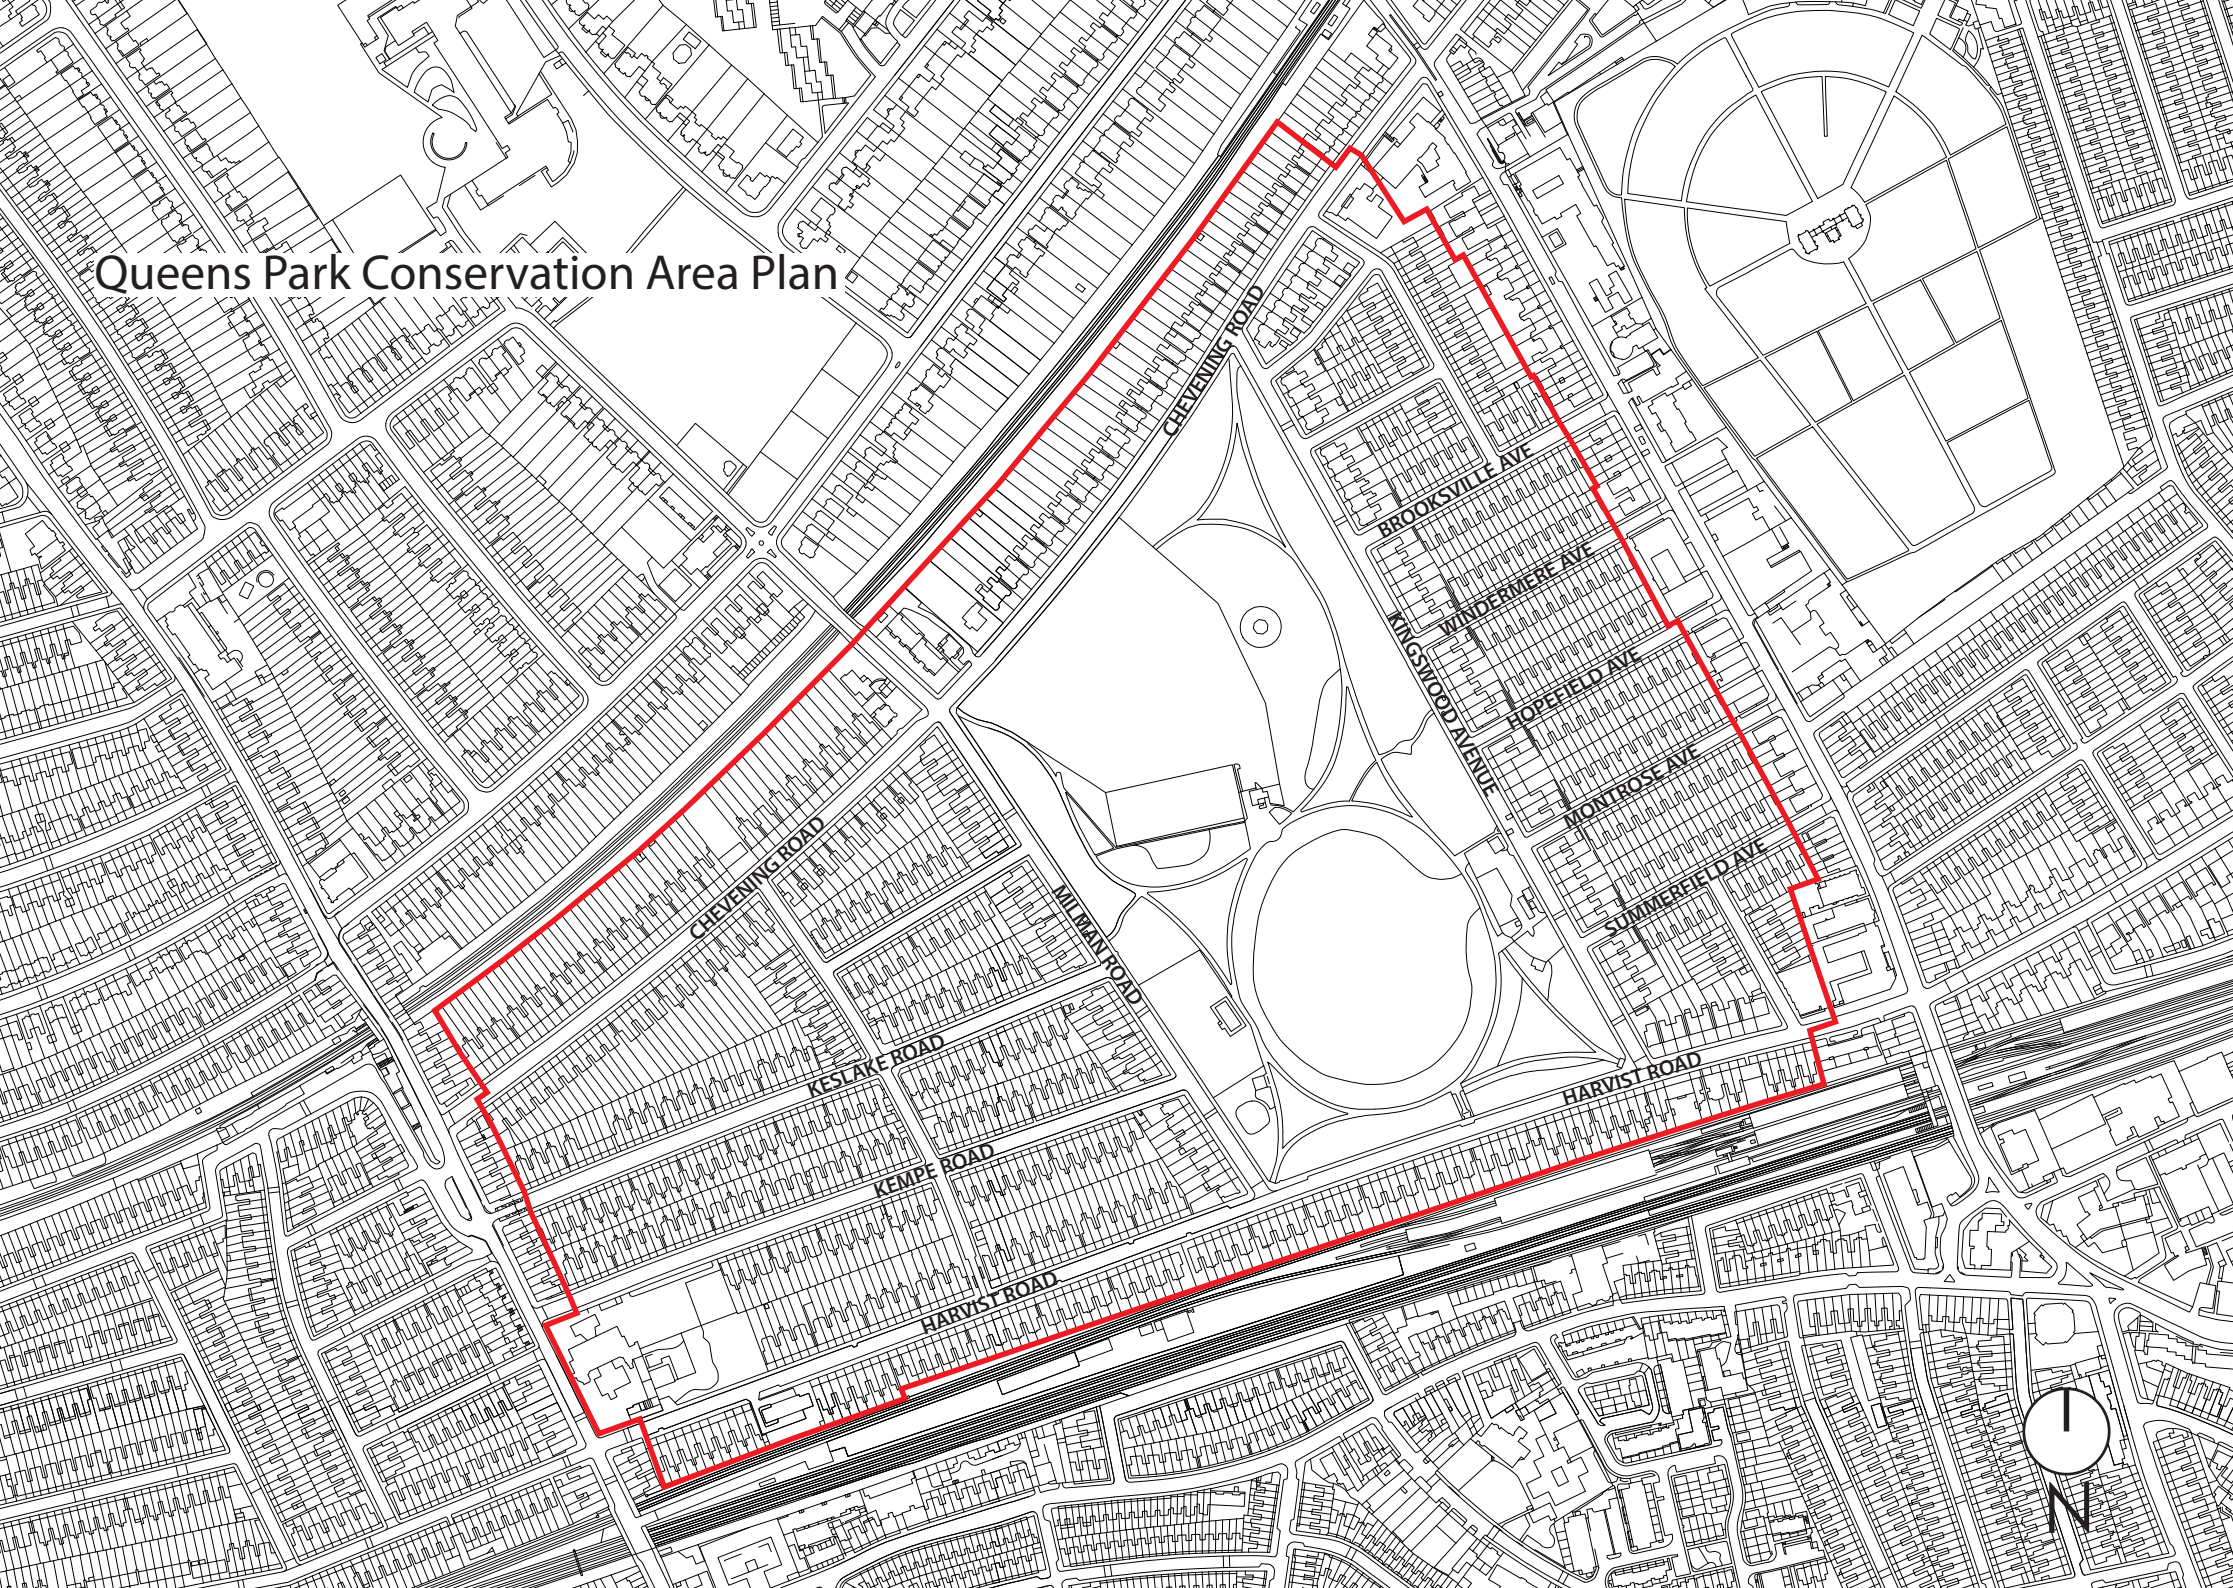 Queens Park Conservation Area Plan
CHEVENING ROAD
BROOKSVILLE AVE
WINDERMERE AVE
KINGSWOOD AVENUE
HOPEFIELD AVE
MONTROSE AVE
SUMMERFIELD AVE
CHEVENING ROAD
MILMAN ROAD
KESLAKE ROAD
HARVIST ROAD
KEMPE ROAD
HARVIST ROAD
N